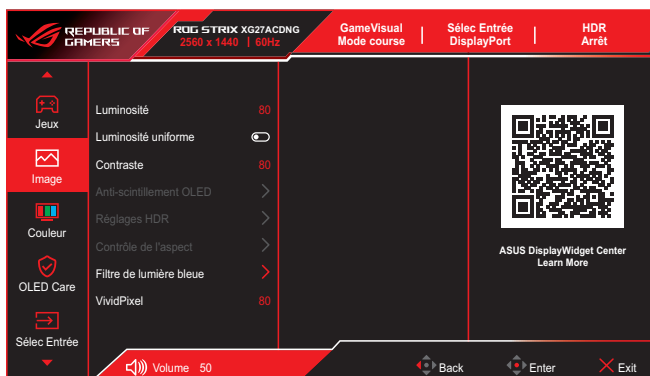 REPUBLIC OF
GAMERS
ROG STRIX XG27ACDNG
2560 x 1440 | 60Hz
GameVisual
Mode course
Sélec Entrée
DisplayPort
HDR
Arrêt
Jeux
Image
Couleur
OLED Care
Sélec Entrée
Luminosité 80
Luminosité uniforme
Contraste 80
Anti-scintillement OLED
Réglages HDR
Contrôle de l'aspect
Filtre de lumière bleue
VividPixel 80
ASUS DisplayWidget Center
Learn More
Volume 50
Back
Enter
Exit